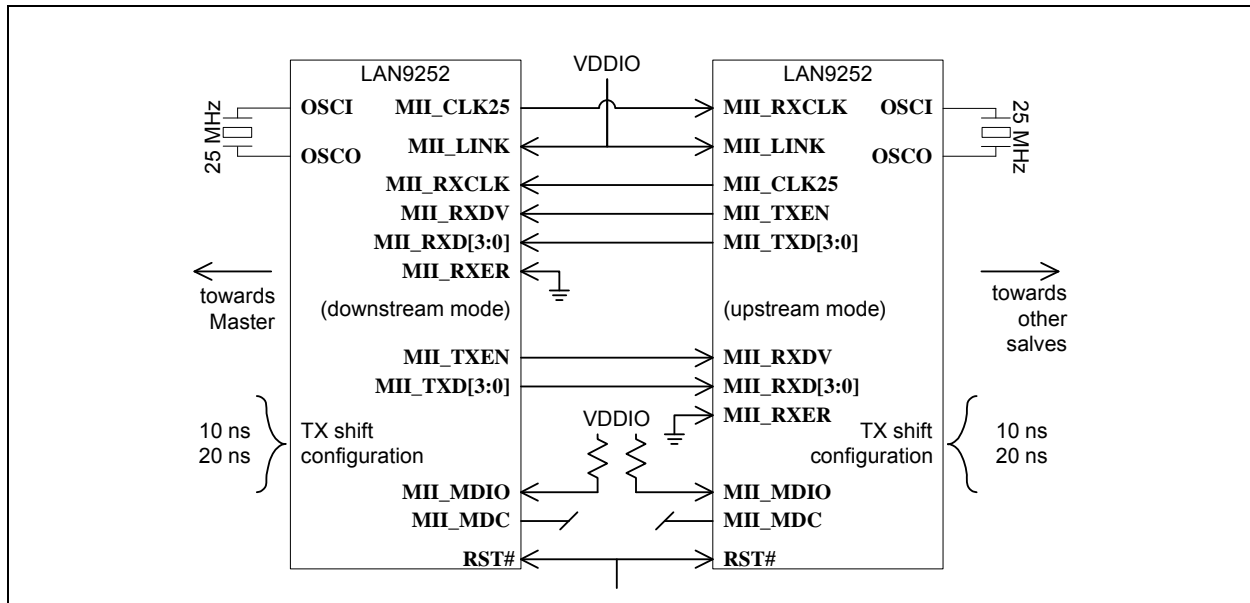 LAN9252
VDDIO
LAN9252
25 MHz
OSCI
MII_CLK25
MII_RXCLK
OSCI
25 MHz
OSCO
MII_LINK
MII_LINK
OSCO
MII_RXCLK
MII_CLK25
MII_RXDV
MII_TXEN
MII_RXD[3:0]
MII_TXD[3:0]
MII_RXER
towards
Master
(downstream mode)
(upstream mode)
towards
other
salves
MII_TXEN
MII_RXDV
MII_TXD[3:0]
MII_RXD[3:0]
MII_RXER
10 ns
20 ns
TX shift
configuration
VDDIO
TX shift
configuration
10 ns
20 ns
MII_MDIO
MII_MDIO
MII_MDC
MII_MDC
RST#
RST#